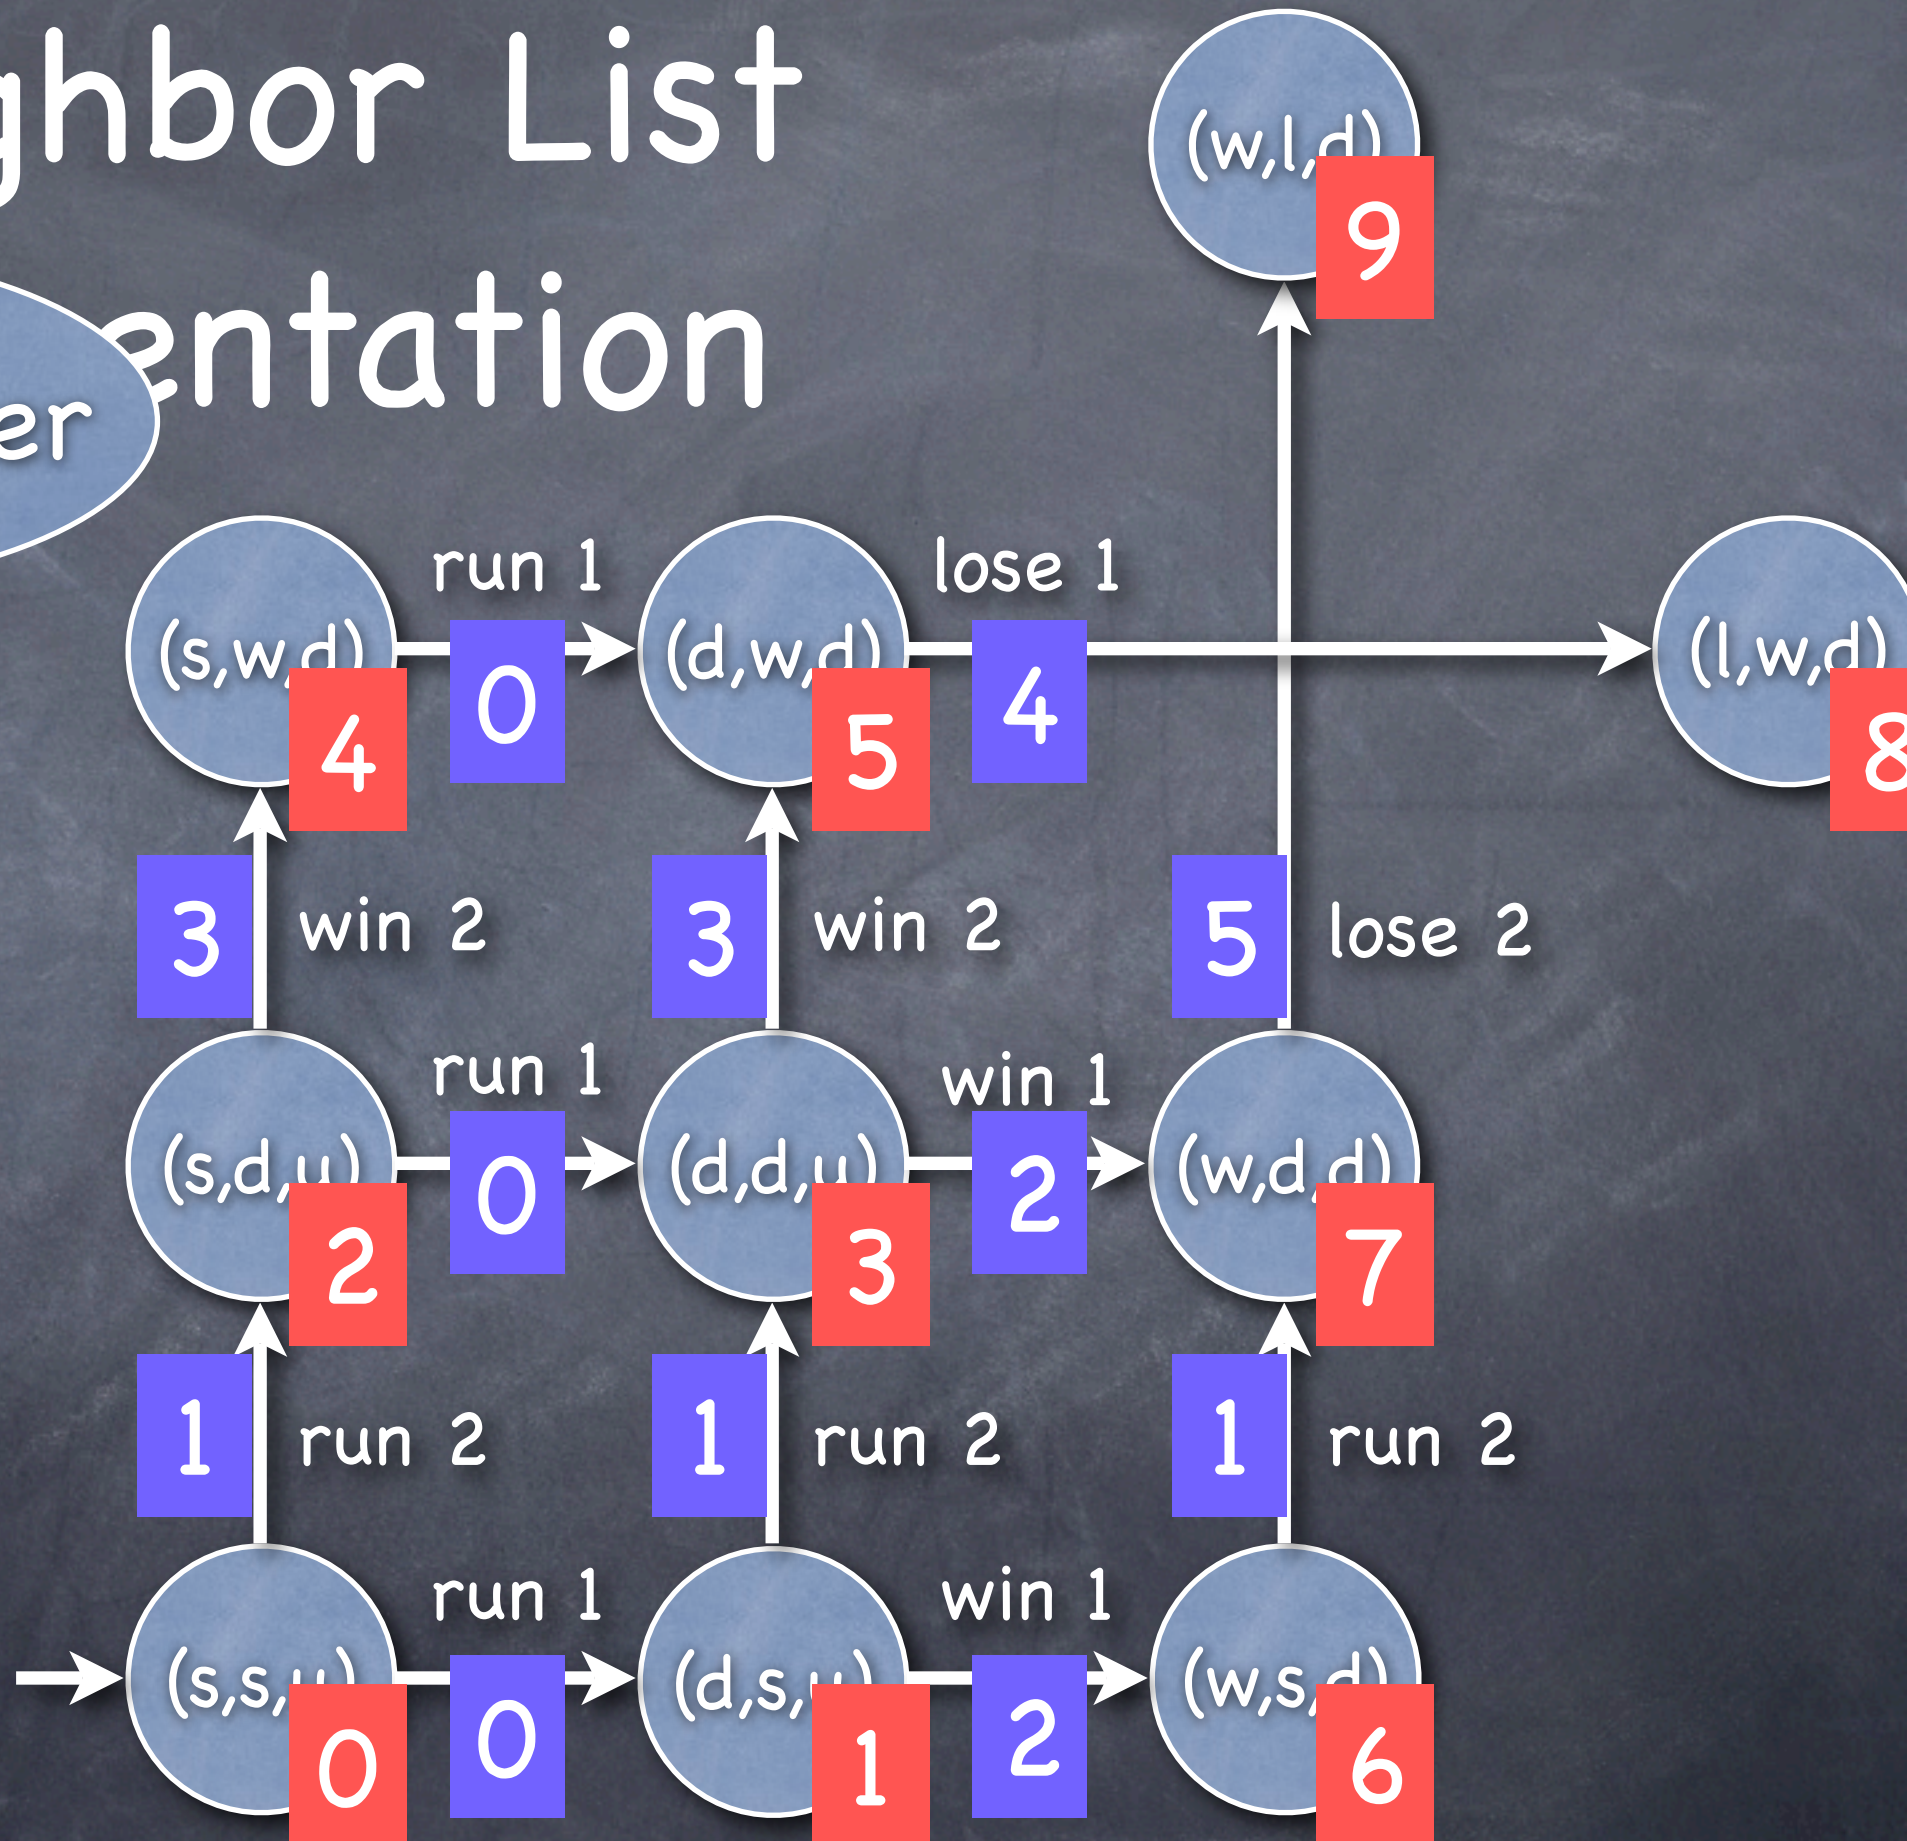 ghbor List
(w,l,d)
9
entation
er
run 1
lose 1
(s,w,d)
0
(d,w,d)
4
(l,w,d)
4
5
8
3
win 2
3
win 2
5
lose 2
run 1
win 1
(s,d,u)
0
(d,d,u)
2
(w,d,d)
2
3
7
1
run 2
1
run 2
1
run 2
run 1
win 1
(s,s,u)
0
(d,s,u)
2
(w,s,d)
0
1
6